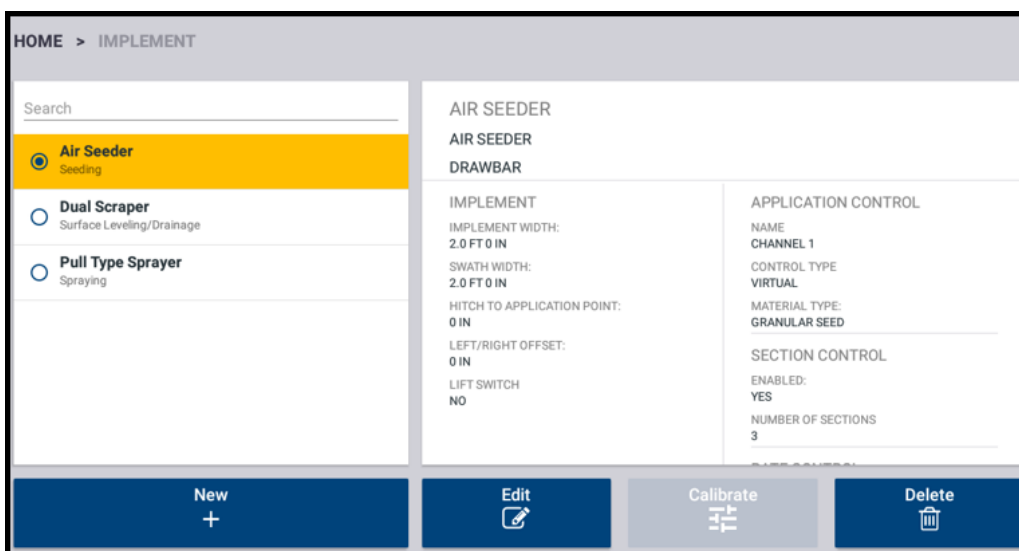 HOME > IMPLEMENT
Search
Air Seeder
Seeding
Dual Scraper
Surface Leveling/Drainage
Pull Type Sprayer
Spraying
AIR SEEDER
AIR SEEDER
DRAWBAR
IMPLEMENT
IMPLEMENT WIDTH:
2.0 FT 0 IN
SWATH WIDTH:
2.0 FT 0 IN
HITCH TO APPLICATION POINT:
0 IN
LEFT/RIGHT OFFSET:
0 IN
LIFT SWITCH
NO
APPLICATION CONTROL
NAME
CHANNEL 1
CONTROL TYPE
VIRTUAL
MATERIAL TYPE:
GRANULAR SEED
SECTION CONTROL
ENABLED:
YES
NUMBER OF SECTIONS
3
New
Edit
Calibrate
Delete